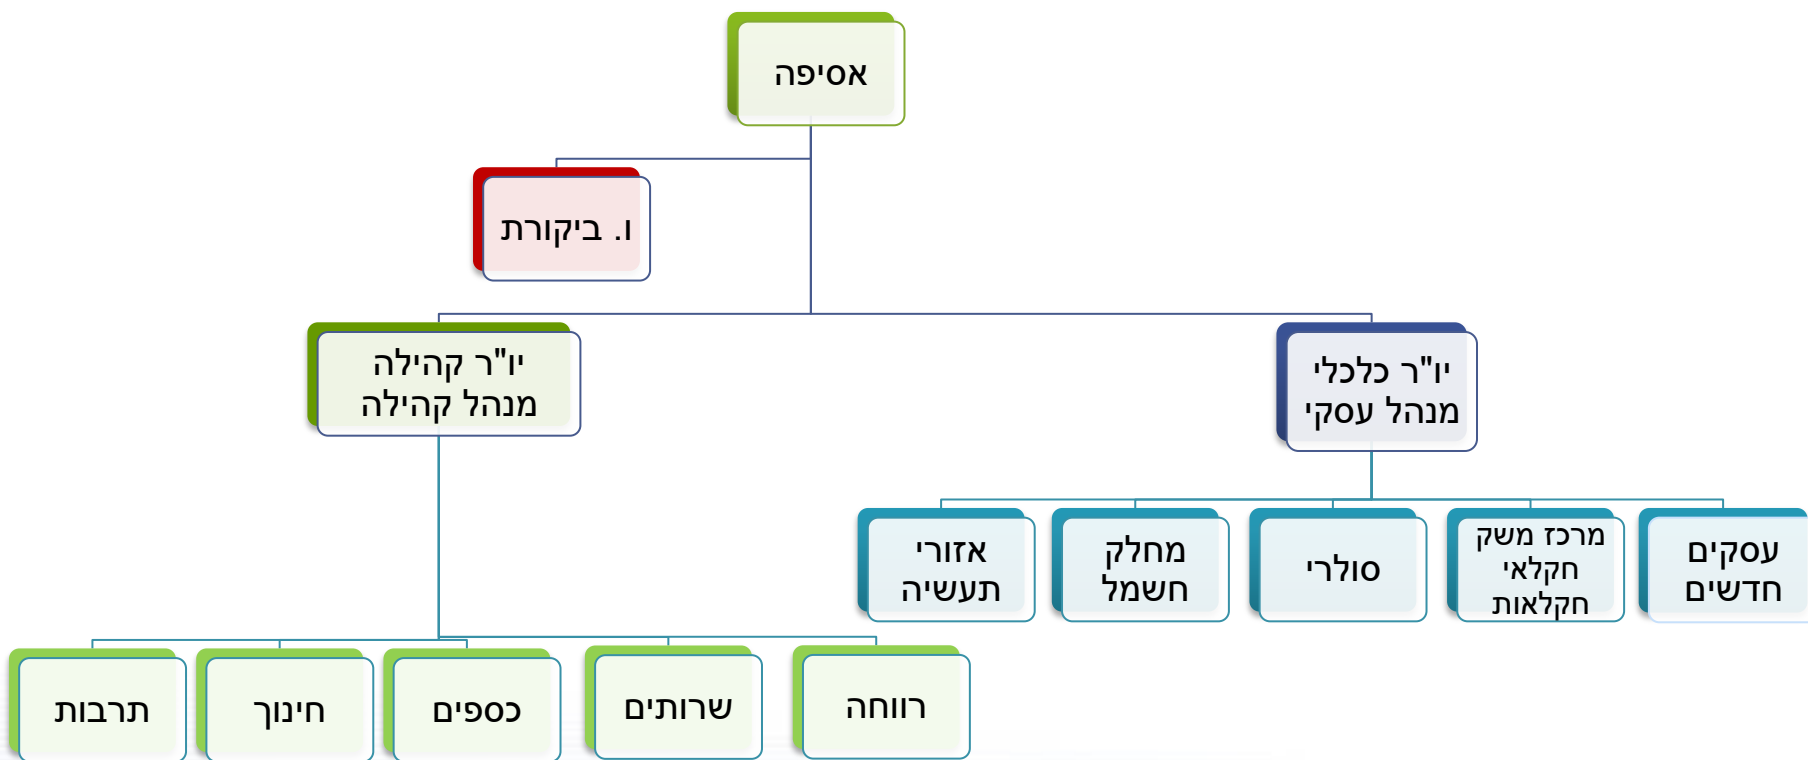 אסיפה
ו. ביקורת
יו"ר כלכלי
מנהל עסקי
יו"ר קהילה
מנהל קהילה
עסקים
חדשים
מרכז משק
חקלאי
חקלאות
סולרי
מחלק
חשמל
אזורי
תעשיה
רווחה
שרותים
כספים
חינוך
תרבות